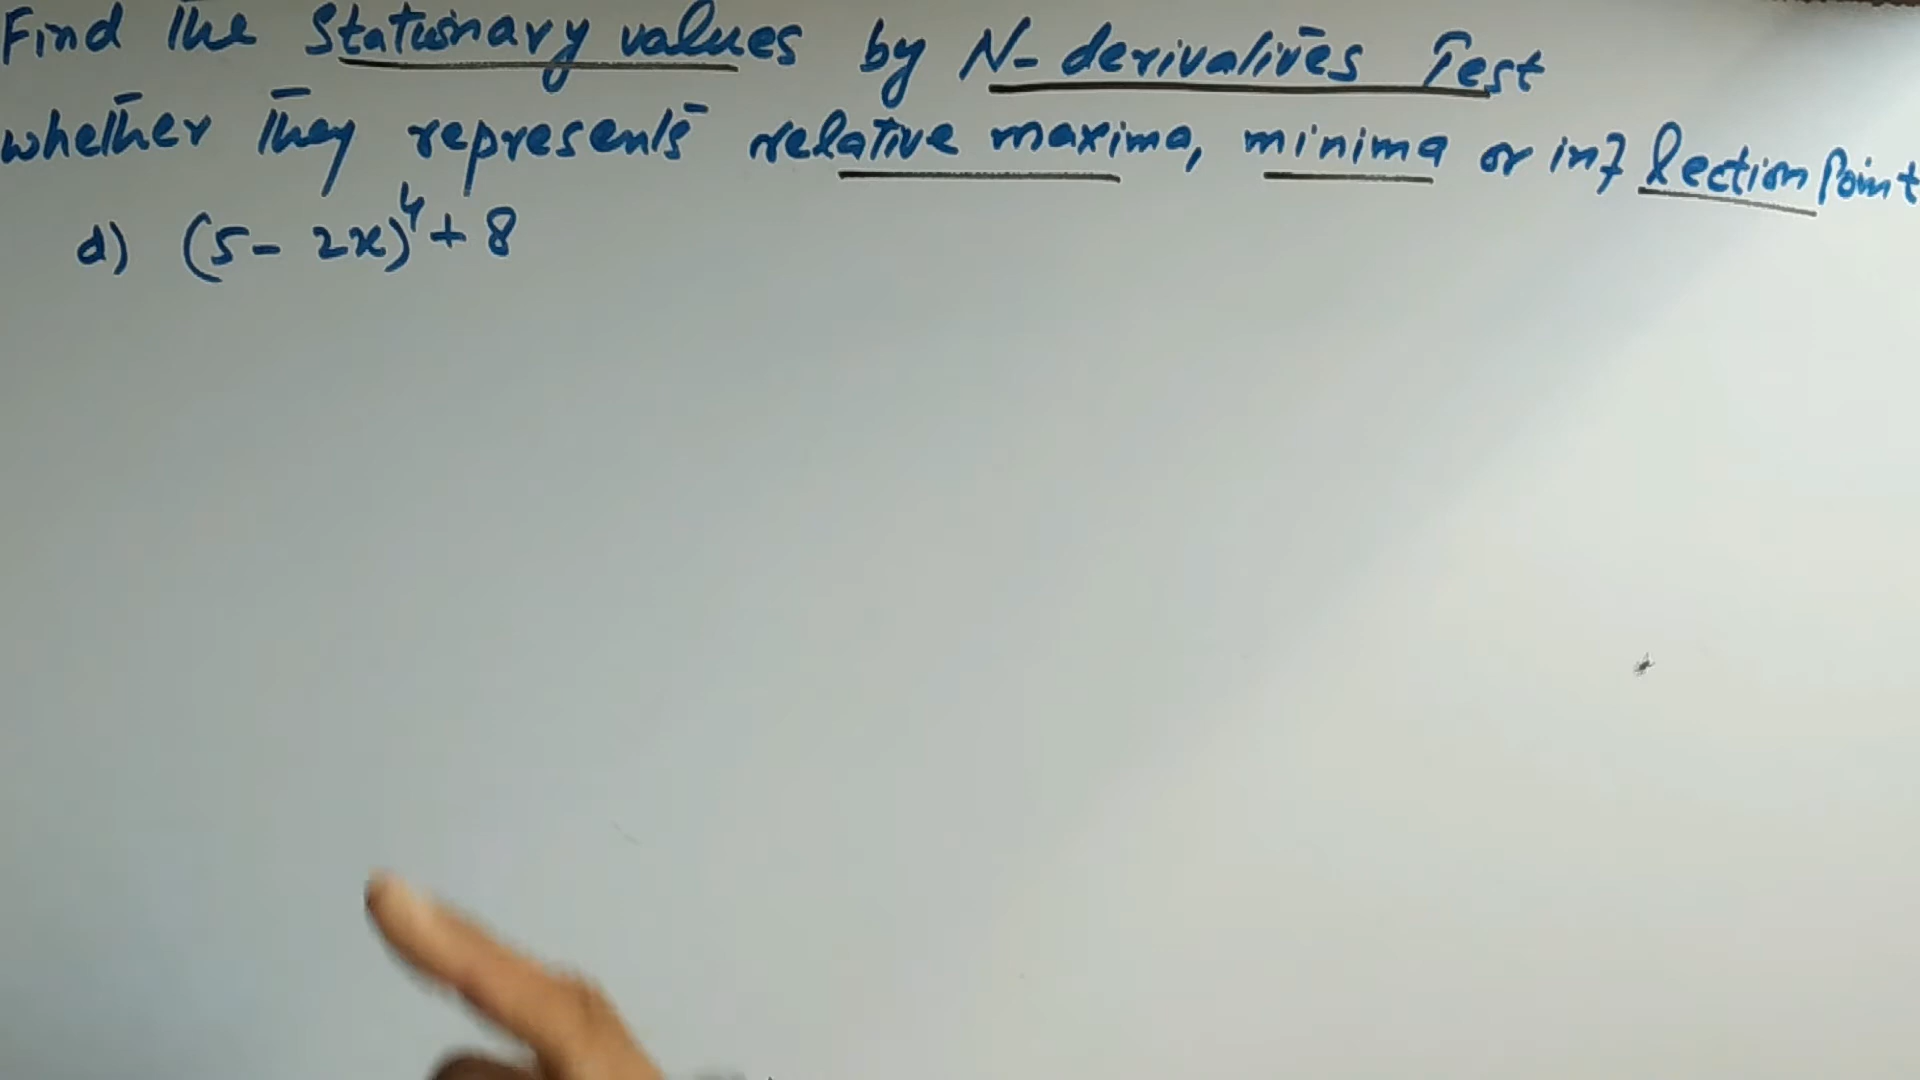 Find the Stationary values by N-derivatives Test
whether they represents relative maxima, minima or inflection Point
d) (5-2x)⁴+8